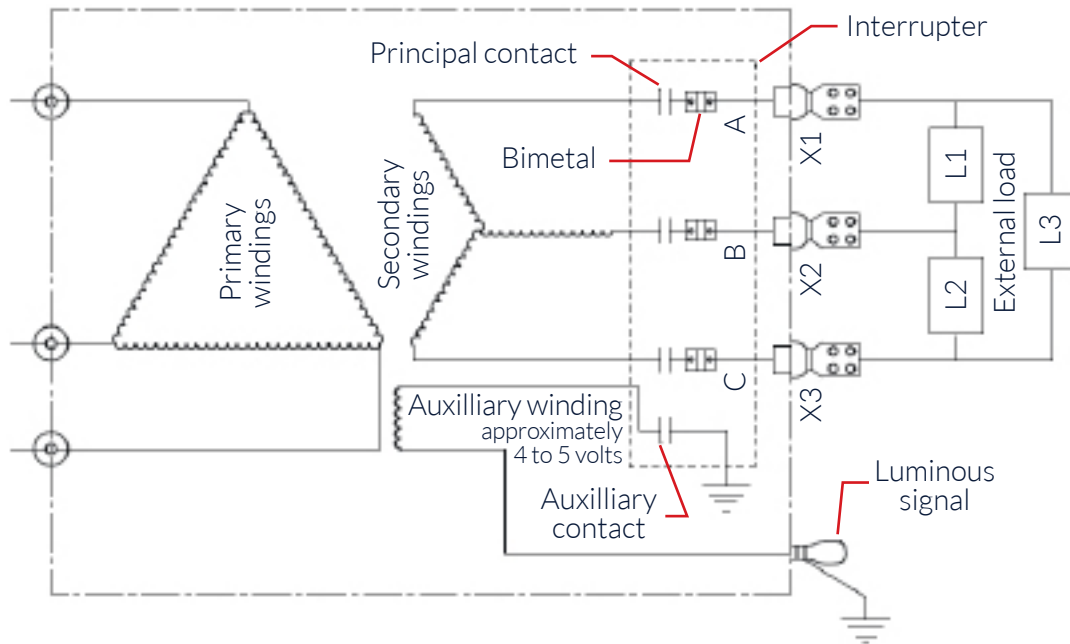 Interrupter
Principal contact
Bimetal
A
X1
L1
External load
L3
Primary
windings
Secondary
windings
B
X2
L2
C
X3
Auxilliary winding
approximately
4 to 5 volts
Auxilliary
contact
Luminous
signal